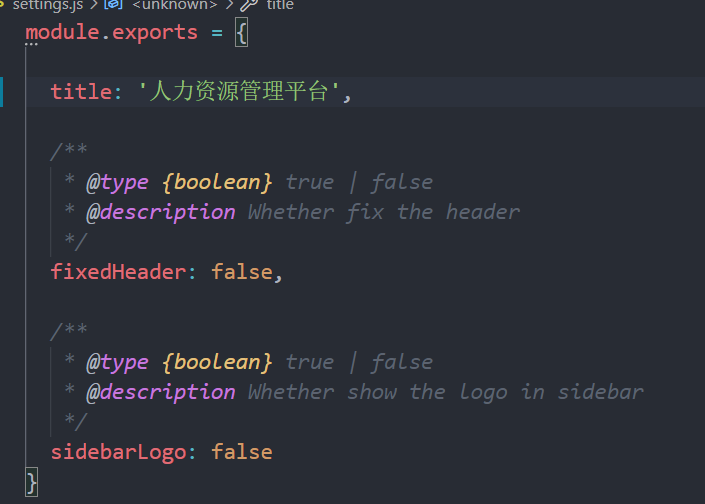 settings.js > <unknown> > title
module.exports = {
title: '人力资源管理平台',
/**
* @type {boolean} true | false
* @description Whether fix the header
*/
fixedHeader: false,
/**
* @type {boolean} true | false
* @description Whether show the logo in sidebar
*/
sidebarLogo: false
}